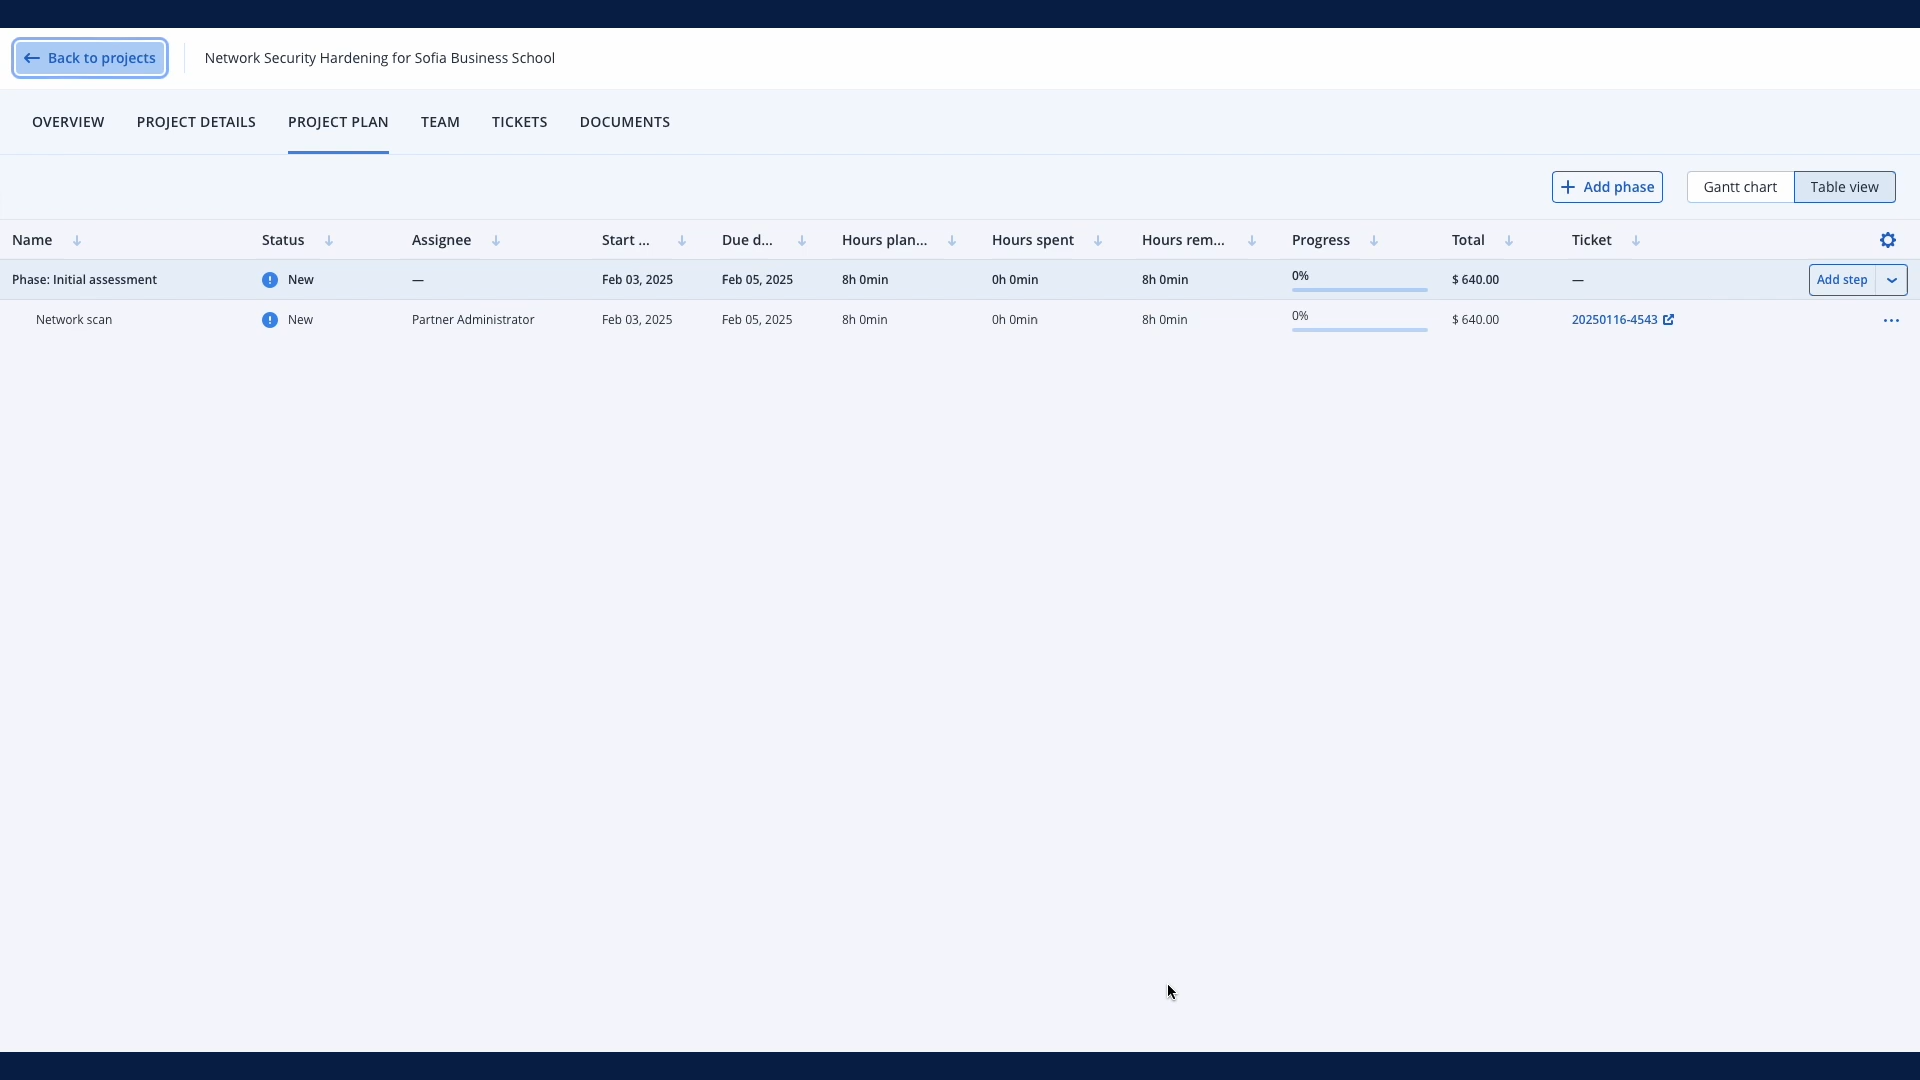 Back to projects
Network Security Hardening for Sofia Business School
OVERVIEW PROJECT DETAILS PROJECT PLAN TEAM TICKETS DOCUMENTS
Add phase Gantt chart Table view
Name Status Assignee Start ... Due d... Hours plan... Hours spent Hours rem... Progress Total Ticket
Phase: Initial assessment New — Feb 03, 2025 Feb 05, 2025 8h 0min 0h 0min 8h 0min 0% $ 640.00 — Add step
Network scan New Partner Administrator Feb 03, 2025 Feb 05, 2025 8h 0min 0h 0min 8h 0min 0% $ 640.00 20250116-4543